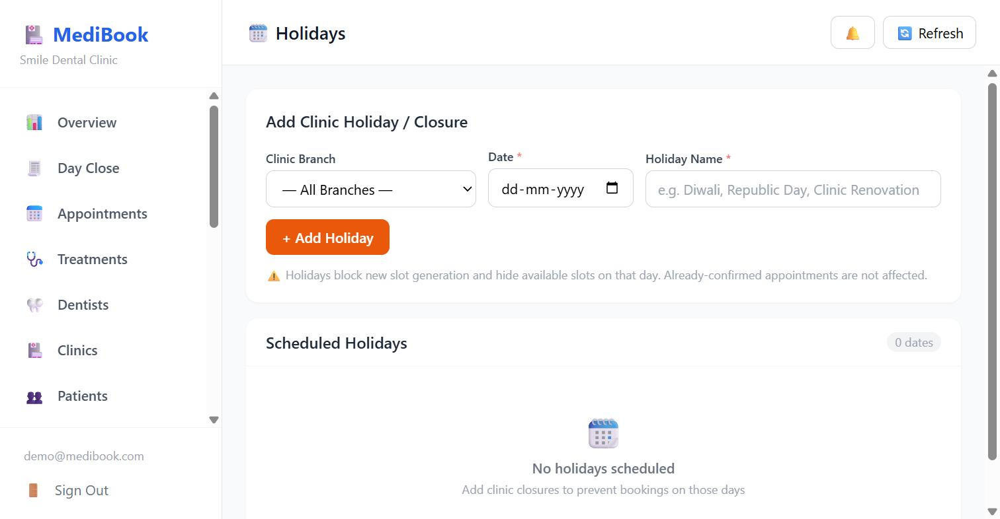 MediBook
Smile Dental Clinic
Overview
Day Close
Appointments
Treatments
Dentists
Clinics
Patients
demo@medibook.com
Sign Out
Holidays
Refresh
Add Clinic Holiday / Closure
Clinic Branch
Date *
Holiday Name *
— All Branches —
dd-mm-yyyy
e.g. Diwali, Republic Day, Clinic Renovation
+ Add Holiday
Holidays block new slot generation and hide available slots on that day. Already-confirmed appointments are not affected.
Scheduled Holidays
0 dates
No holidays scheduled
Add clinic closures to prevent bookings on those days